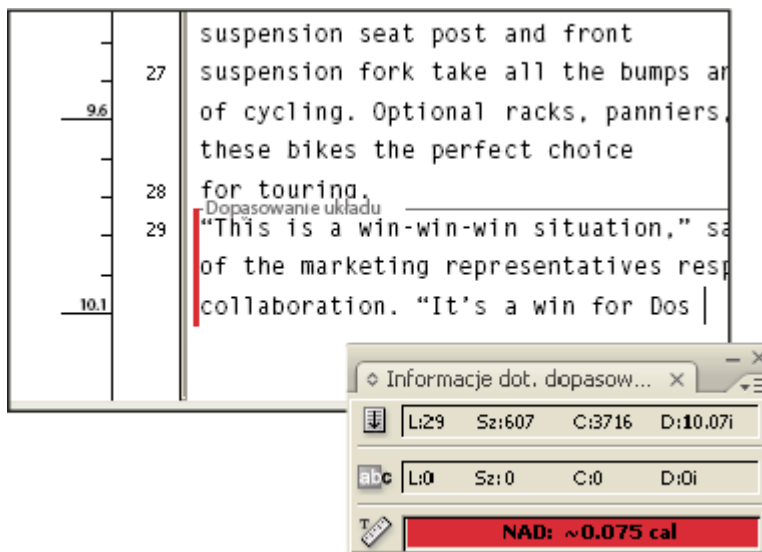 suspension seat post and front
27 suspension fork take all the bumps
9.6 of cycling. Optional racks, panniers,
these bikes the perfect choice
28 for touring.
Dopasowanie układu
29 “This is a win-win-win situation,”
of the marketing representatives
10.1 collaboration. “It’s a win for Dos
Informacje dot. dopasow...
L:29 Sz:607 C:3716 D:10.07i
abc L:0 Sz:0 C:0 D:0i
NAD: ~0.075 cal